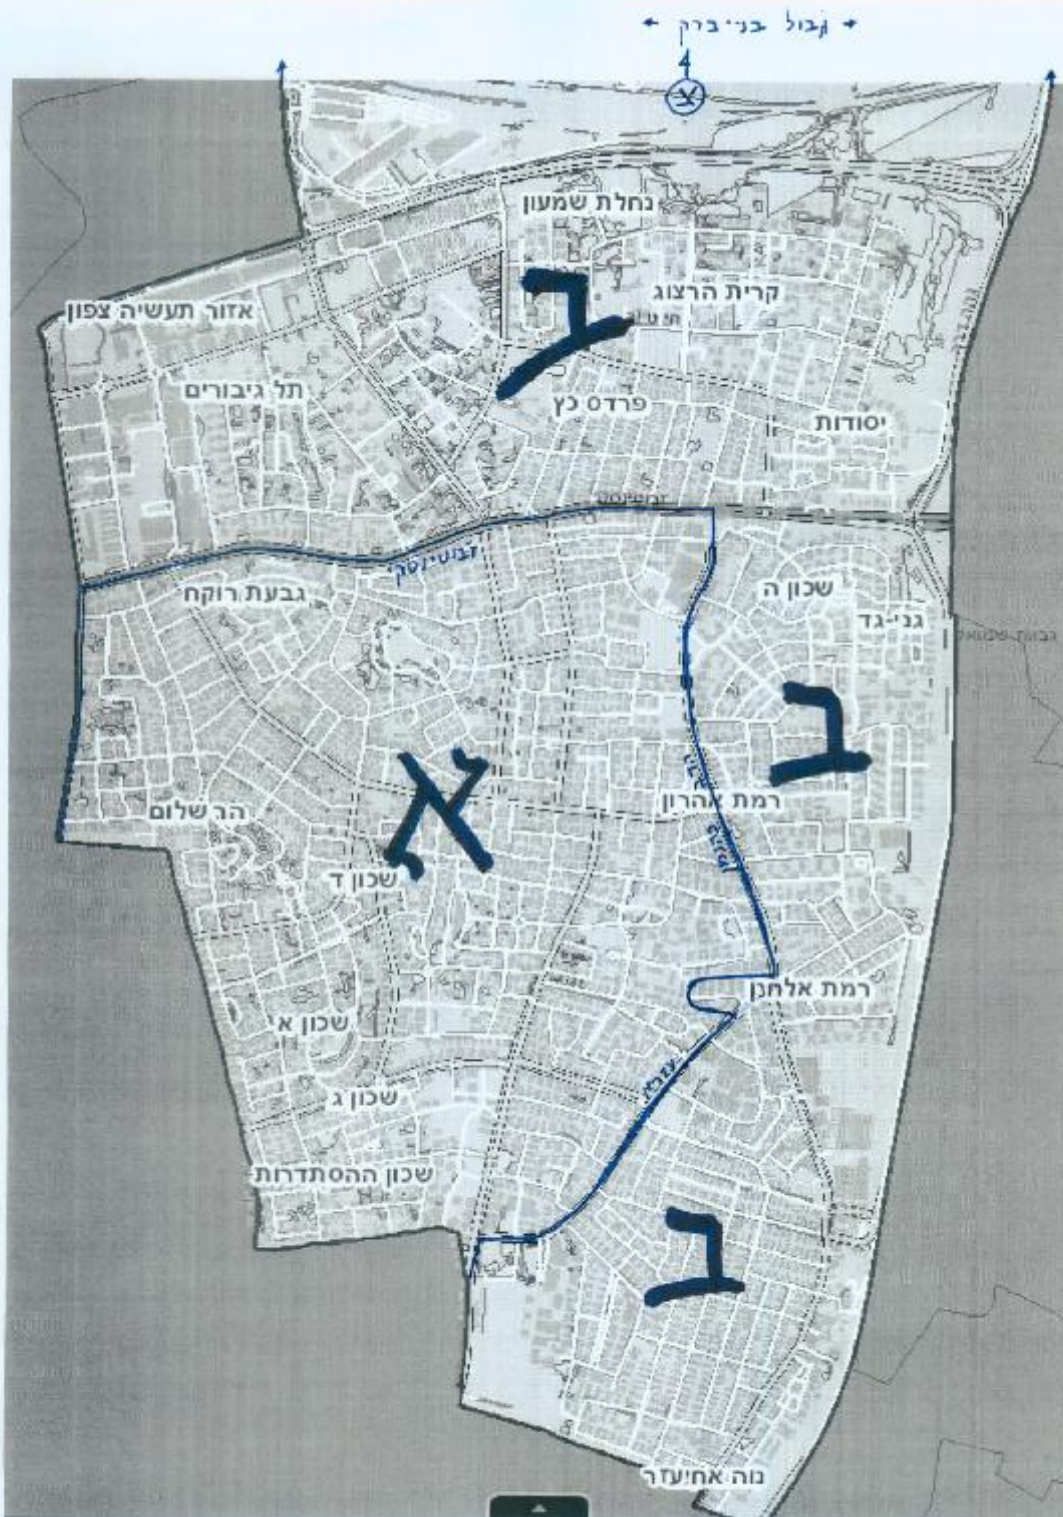 גבול בני-ברק
צ
נחלת שמעון
קרית הרצוג
ב
אזור תעשיה צפון
תל גיבורים
פרדס כץ
יסודות
ז'בוטינסקי
ז'בוטינסקי
גבעת רוקח
שכון ה
גני-גד
ב
א
רמת אהרון
הר שלום
כהנמן
שכון ד
רמת אלחנן
שכון א'
שכון ג
שכון ההסתדרות
ב
נוה אחיעזר